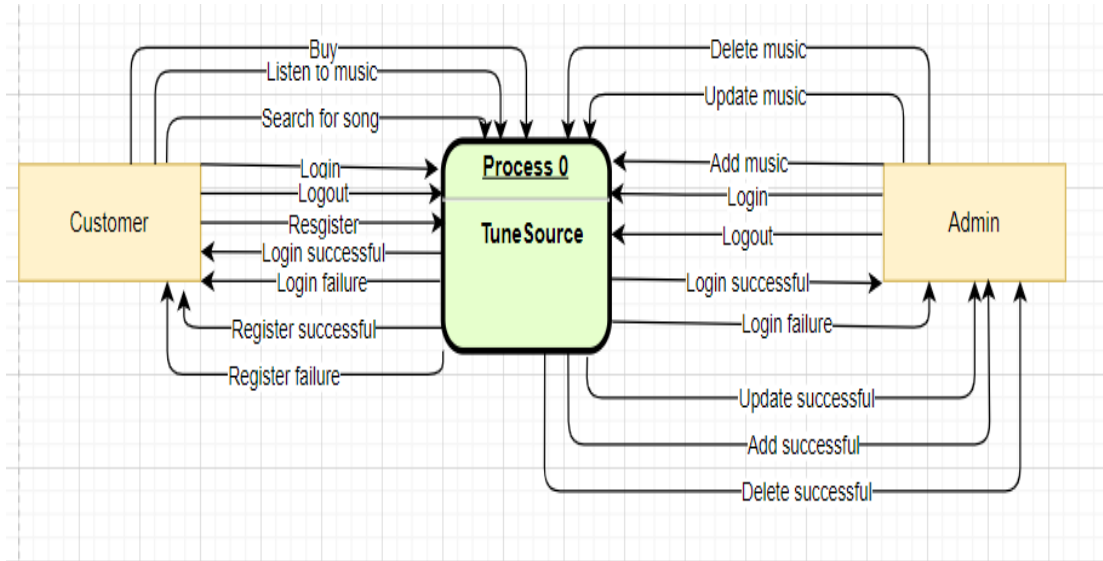 Buy
Listen to music
Search for song
Login
Logout
Resgister
Login successful
Login failure
Register successful
Register failure
Customer
Process 0
TuneSource
Delete music
Update music
Add music
Login
Logout
Login successful
Login failure
Update successful
Add successful
Delete successful
Admin